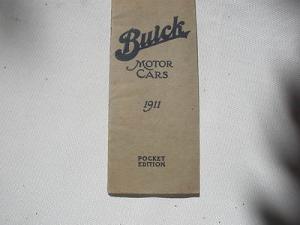 Buick
MOTOR
CARS
1911
POCKET
EDITION